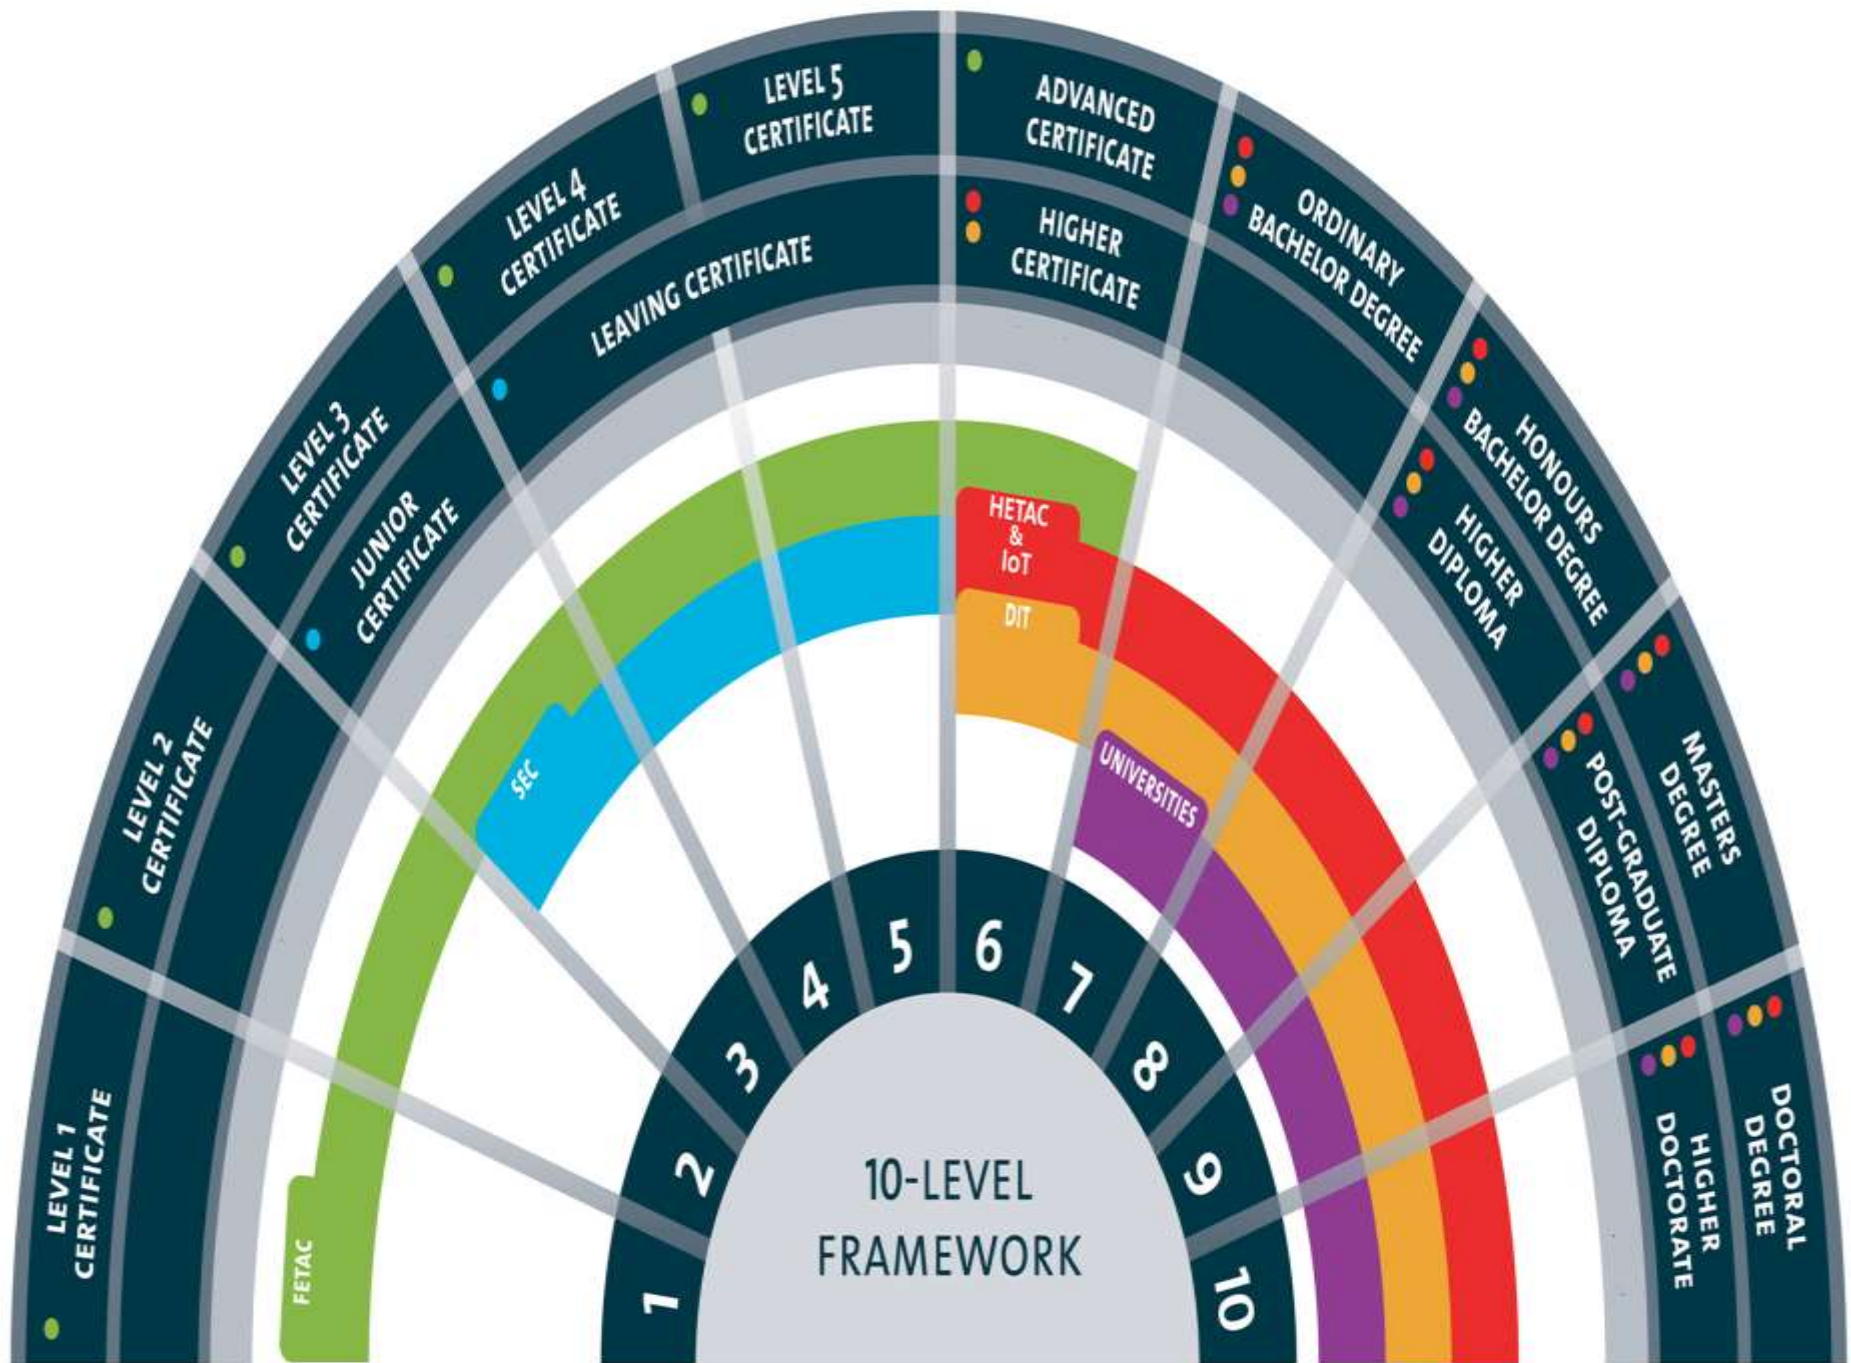 LEVEL 1
CERTIFICATE
LEVEL 2
CERTIFICATE
LEVEL 3
CERTIFICATE
JUNIOR
CERTIFICATE
LEVEL 4
CERTIFICATE
LEVEL 5
CERTIFICATE
LEAVING CERTIFICATE
ADVANCED
CERTIFICATE
HIGHER
CERTIFICATE
ORDINARY
BACHELOR DEGREE
HONOURS
BACHELOR DEGREE
HIGHER
DIPLOMA
MASTERS
DEGREE
POST-GRADUATE
DIPLOMA
DOCTORAL
DEGREE
HIGHER
DOCTORATE
FETAC
SEC
HETAC
&
IoT
DIT
UNIVERSITIES
1
2
3
4
5
6
7
8
9
10
10-LEVEL
FRAMEWORK